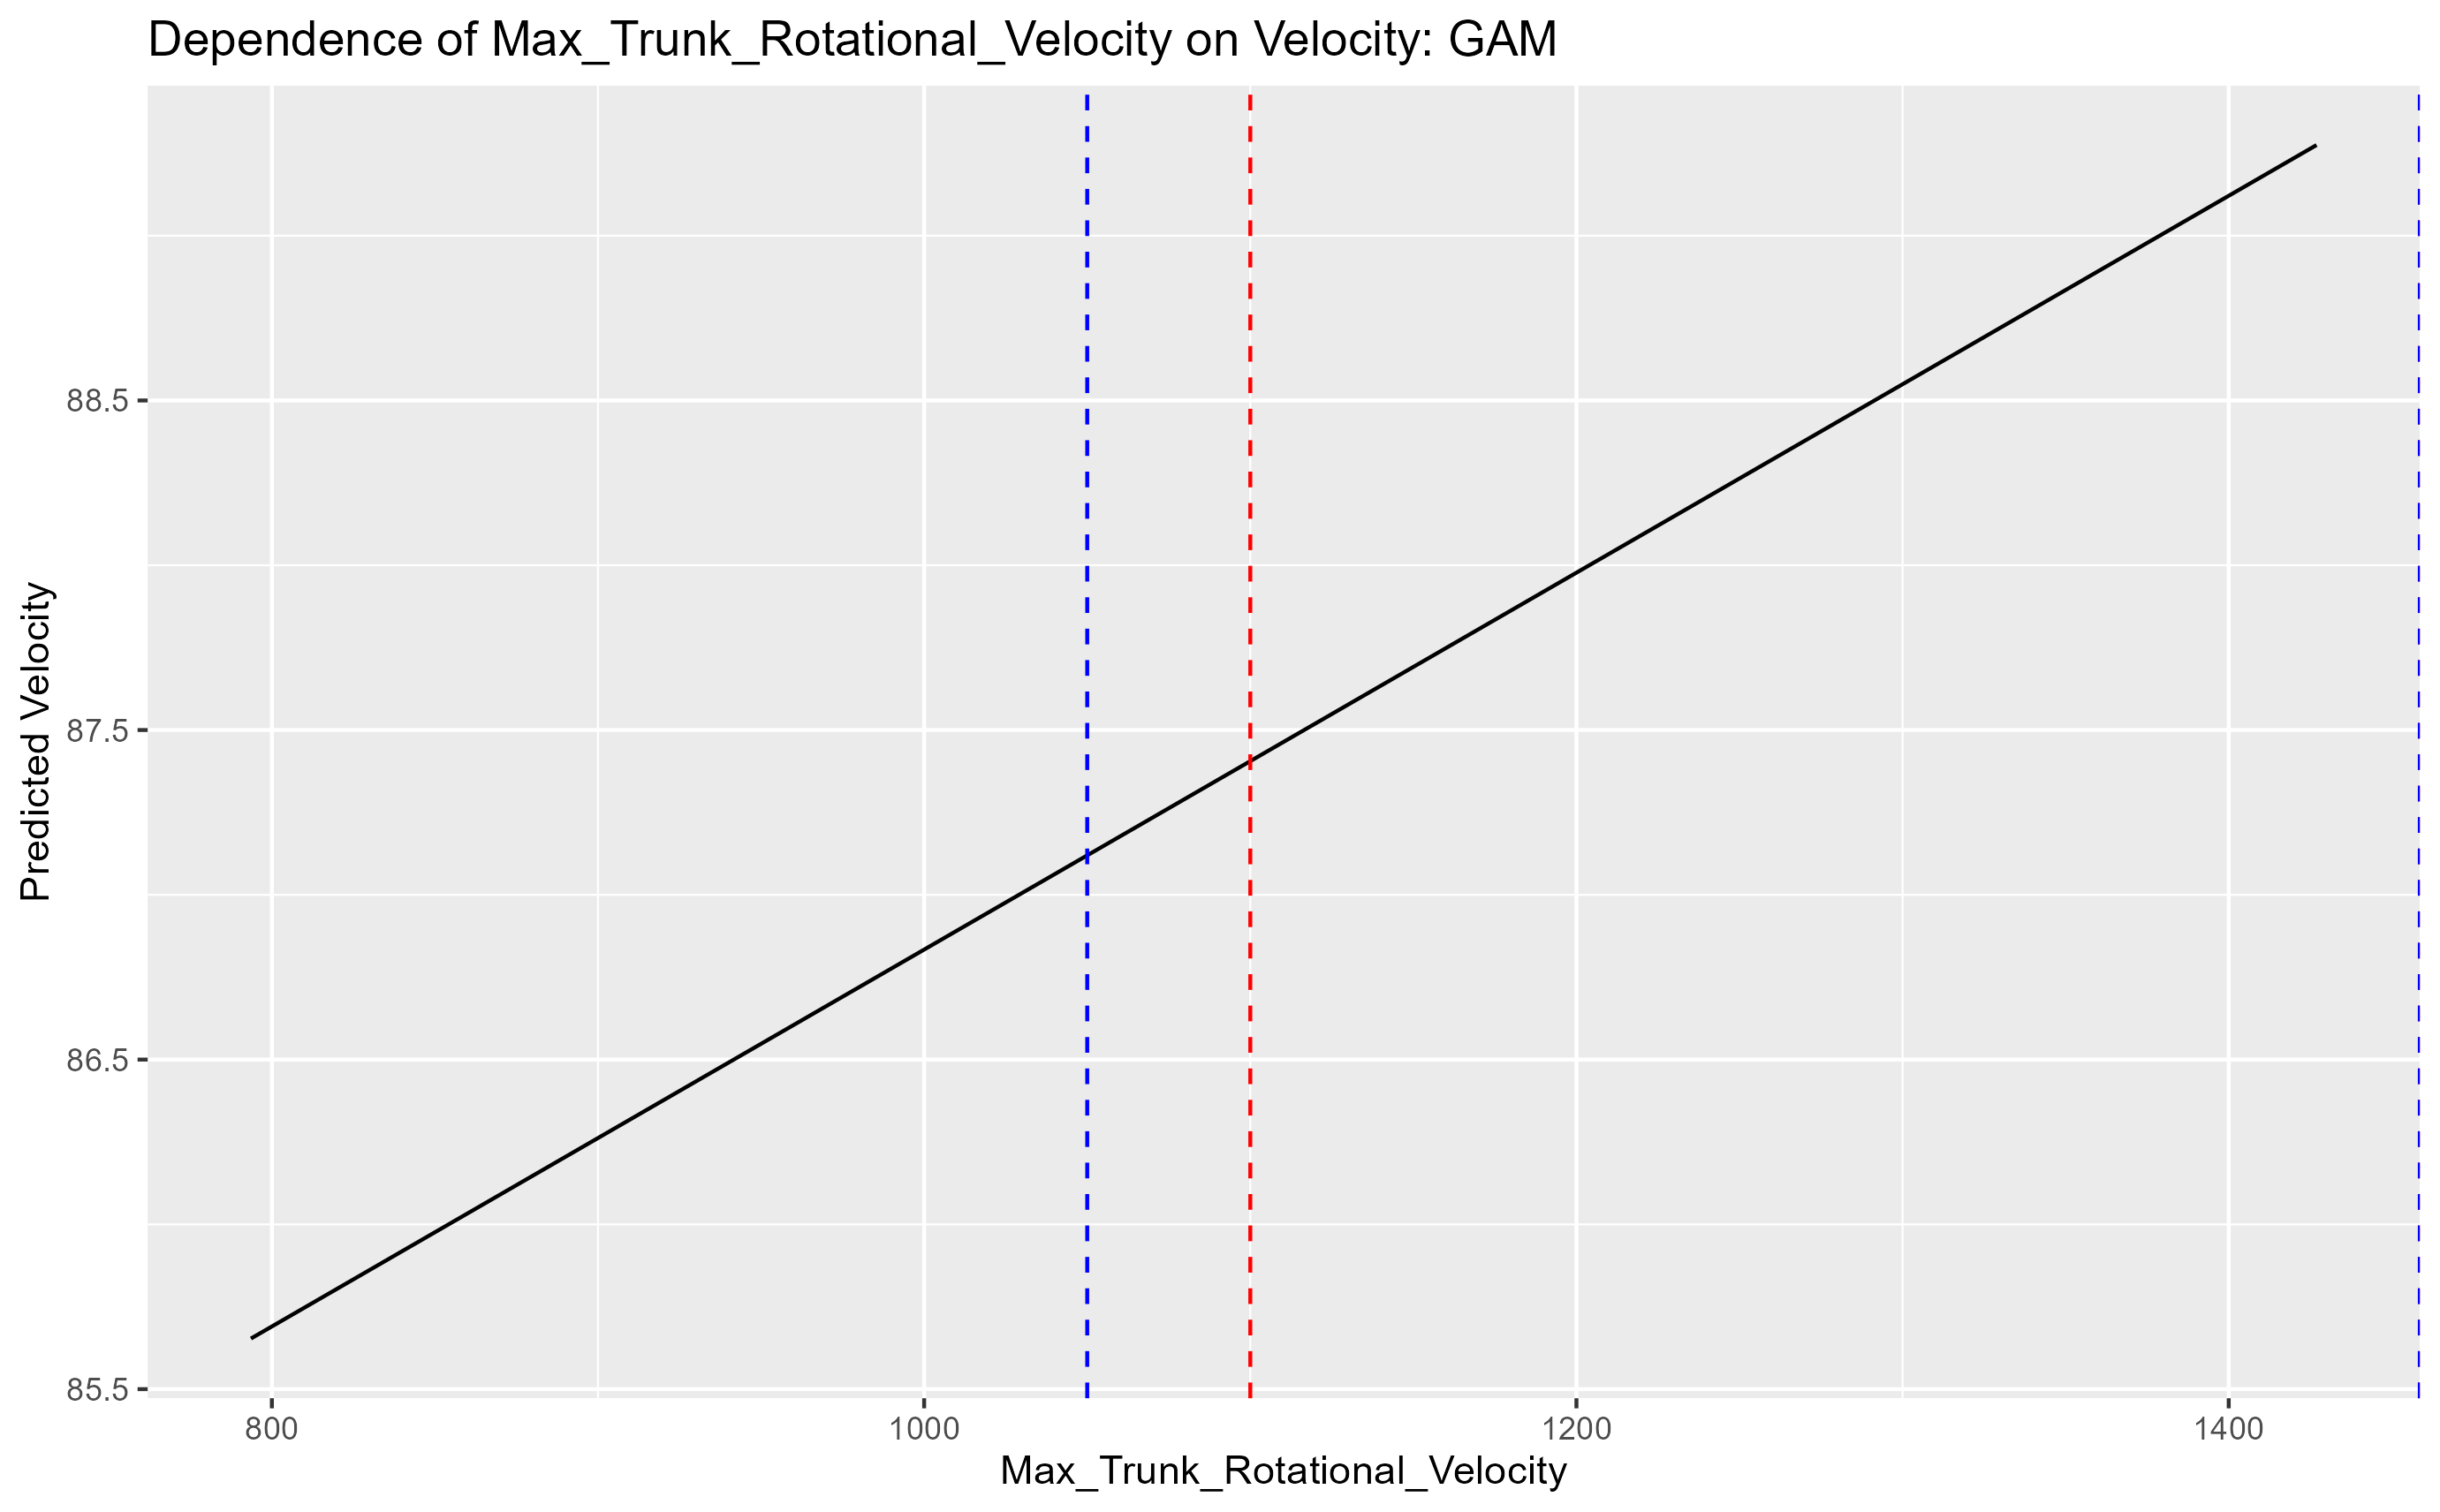 Dependence of Max_Trunk_Rotational_Velocity on Velocity: GAM
Predicted Velocity
88.5
87.5
86.5
85.5
800 1000 1200 1400
Max_Trunk_Rotational_Velocity